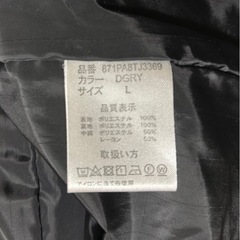 品番 671PA8TJ3369
カラー DGRY
サイズ L
品質表示
表地 ポリエステル 100%
裏地 ポリエステル 100%
中綿 ポリエステル 50%
レーヨン 50%
取扱い方